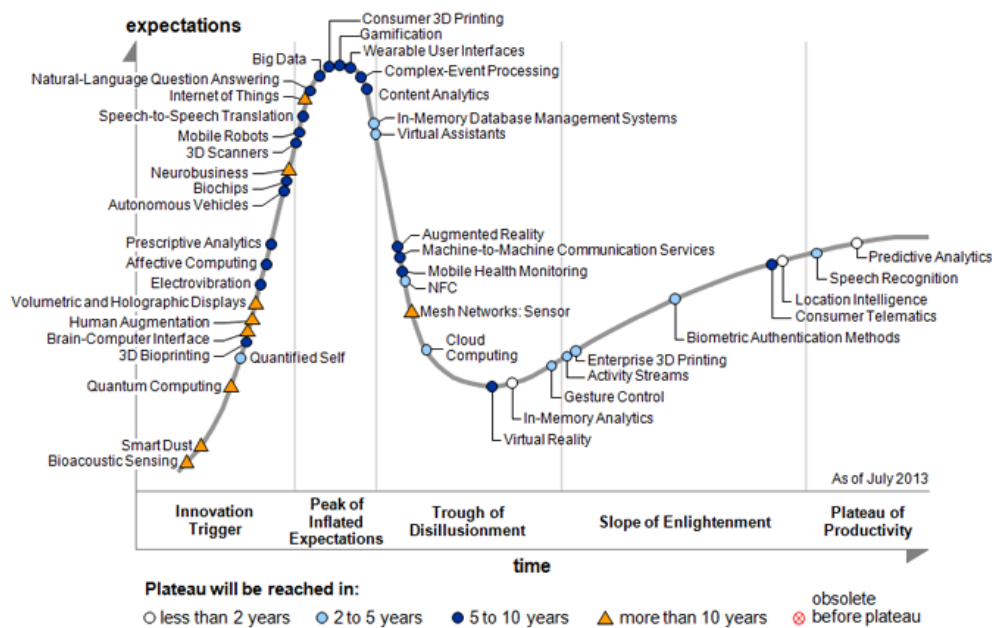 expectations
Consumer 3D Printing
Gamification
Wearable User Interfaces
Big Data
Complex-Event Processing
Natural-Language Question Answering
Content Analytics
Internet of Things
In-Memory Database Management Systems
Speech-to-Speech Translation
Virtual Assistants
Mobile Robots
3D Scanners
Neurobusiness
Biochips
Autonomous Vehicles
Augmented Reality
Prescriptive Analytics
Machine-to-Machine Communication Services
Affective Computing
Mobile Health Monitoring
Electrovibration
NFC
Volumetric and Holographic Displays
Mesh Networks: Sensor
Human Augmentation
Brain-Computer Interface
3D Bioprinting
Quantified Self
Cloud
Computing
Quantum Computing
Predictive Analytics
Speech Recognition
Location Intelligence
Consumer Telematics
Biometric Authentication Methods
Enterprise 3D Printing
Activity Streams
Gesture Control
In-Memory Analytics
Virtual Reality
Smart Dust
Bioacoustic Sensing
As of July 2013
Innovation
Trigger
Peak of
Inflated
Expectations
Trough of
Disillusionment
Slope of Enlightenment
Plateau of
Productivity
time
Plateau will be reached in:
less than 2 years
2 to 5 years
5 to 10 years
more than 10 years
obsolete
before plateau